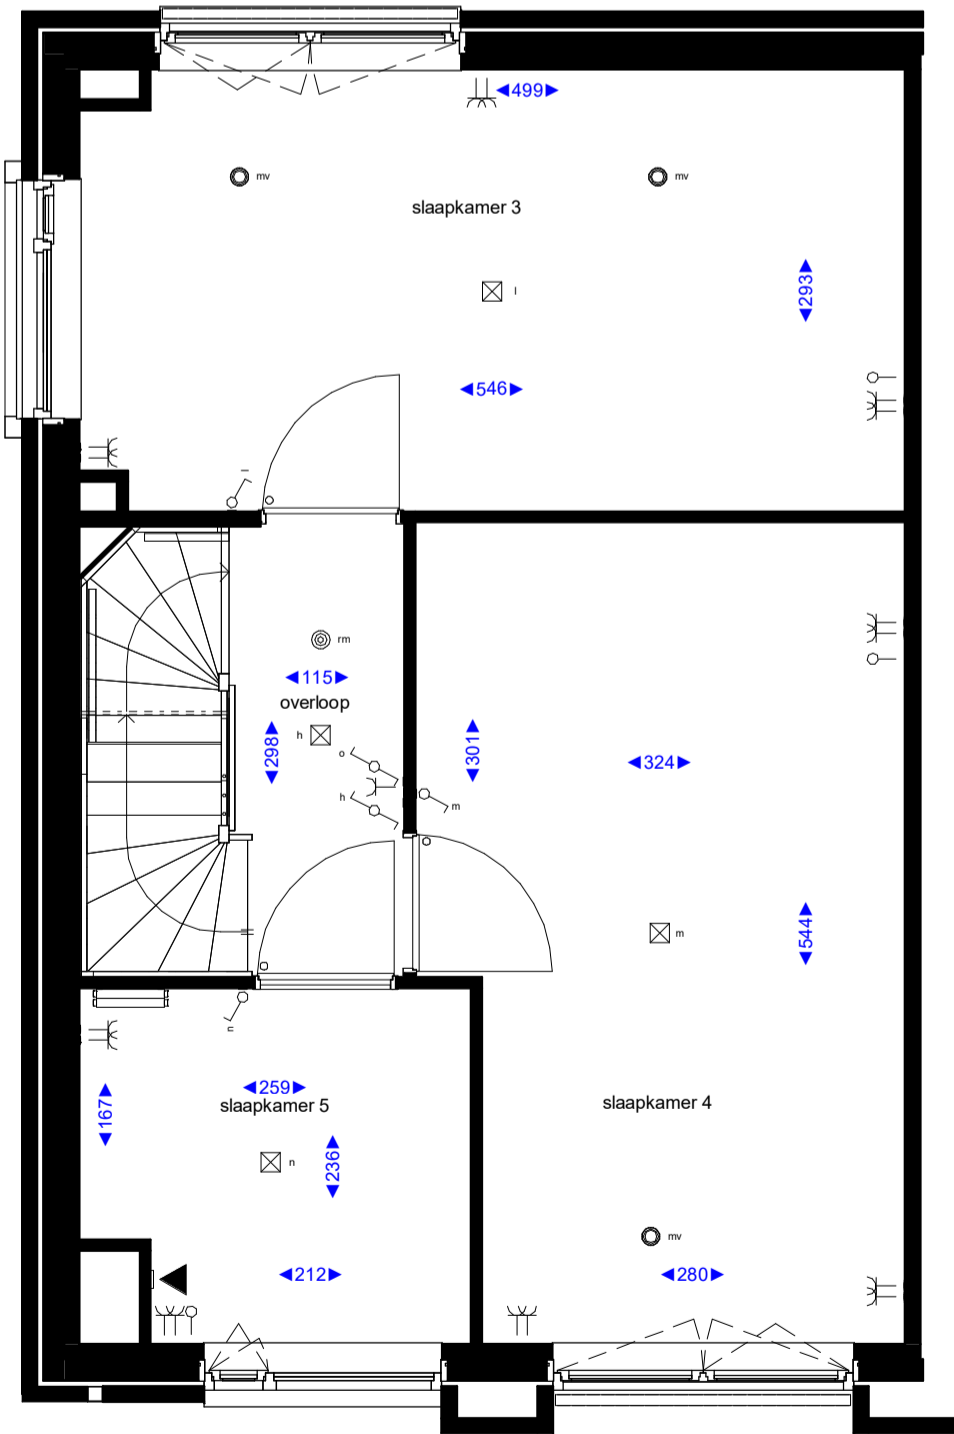 499
mv
mv
slaapkamer 3
293
l
546
l
rm
115
overloop
h
298
o
h
301
324
m
m
544
n
259
slaapkamer 5
167
slaapkamer 4
n
236
mv
212
280